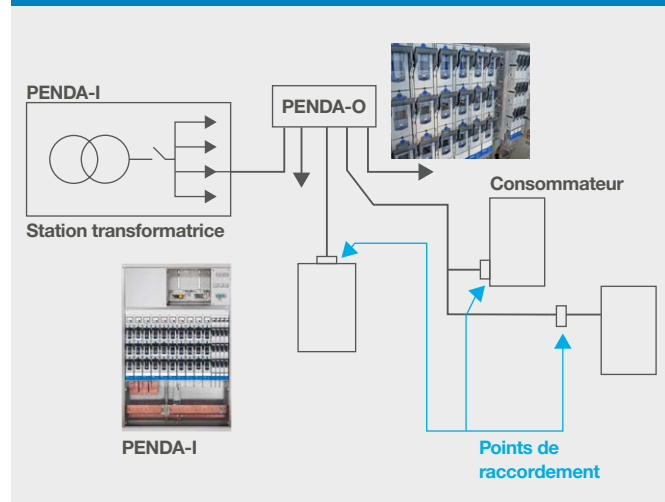 PENDA-I
PENDA-O
Consommateur
Station transformatrice
PENDA-I
Points de
raccordement